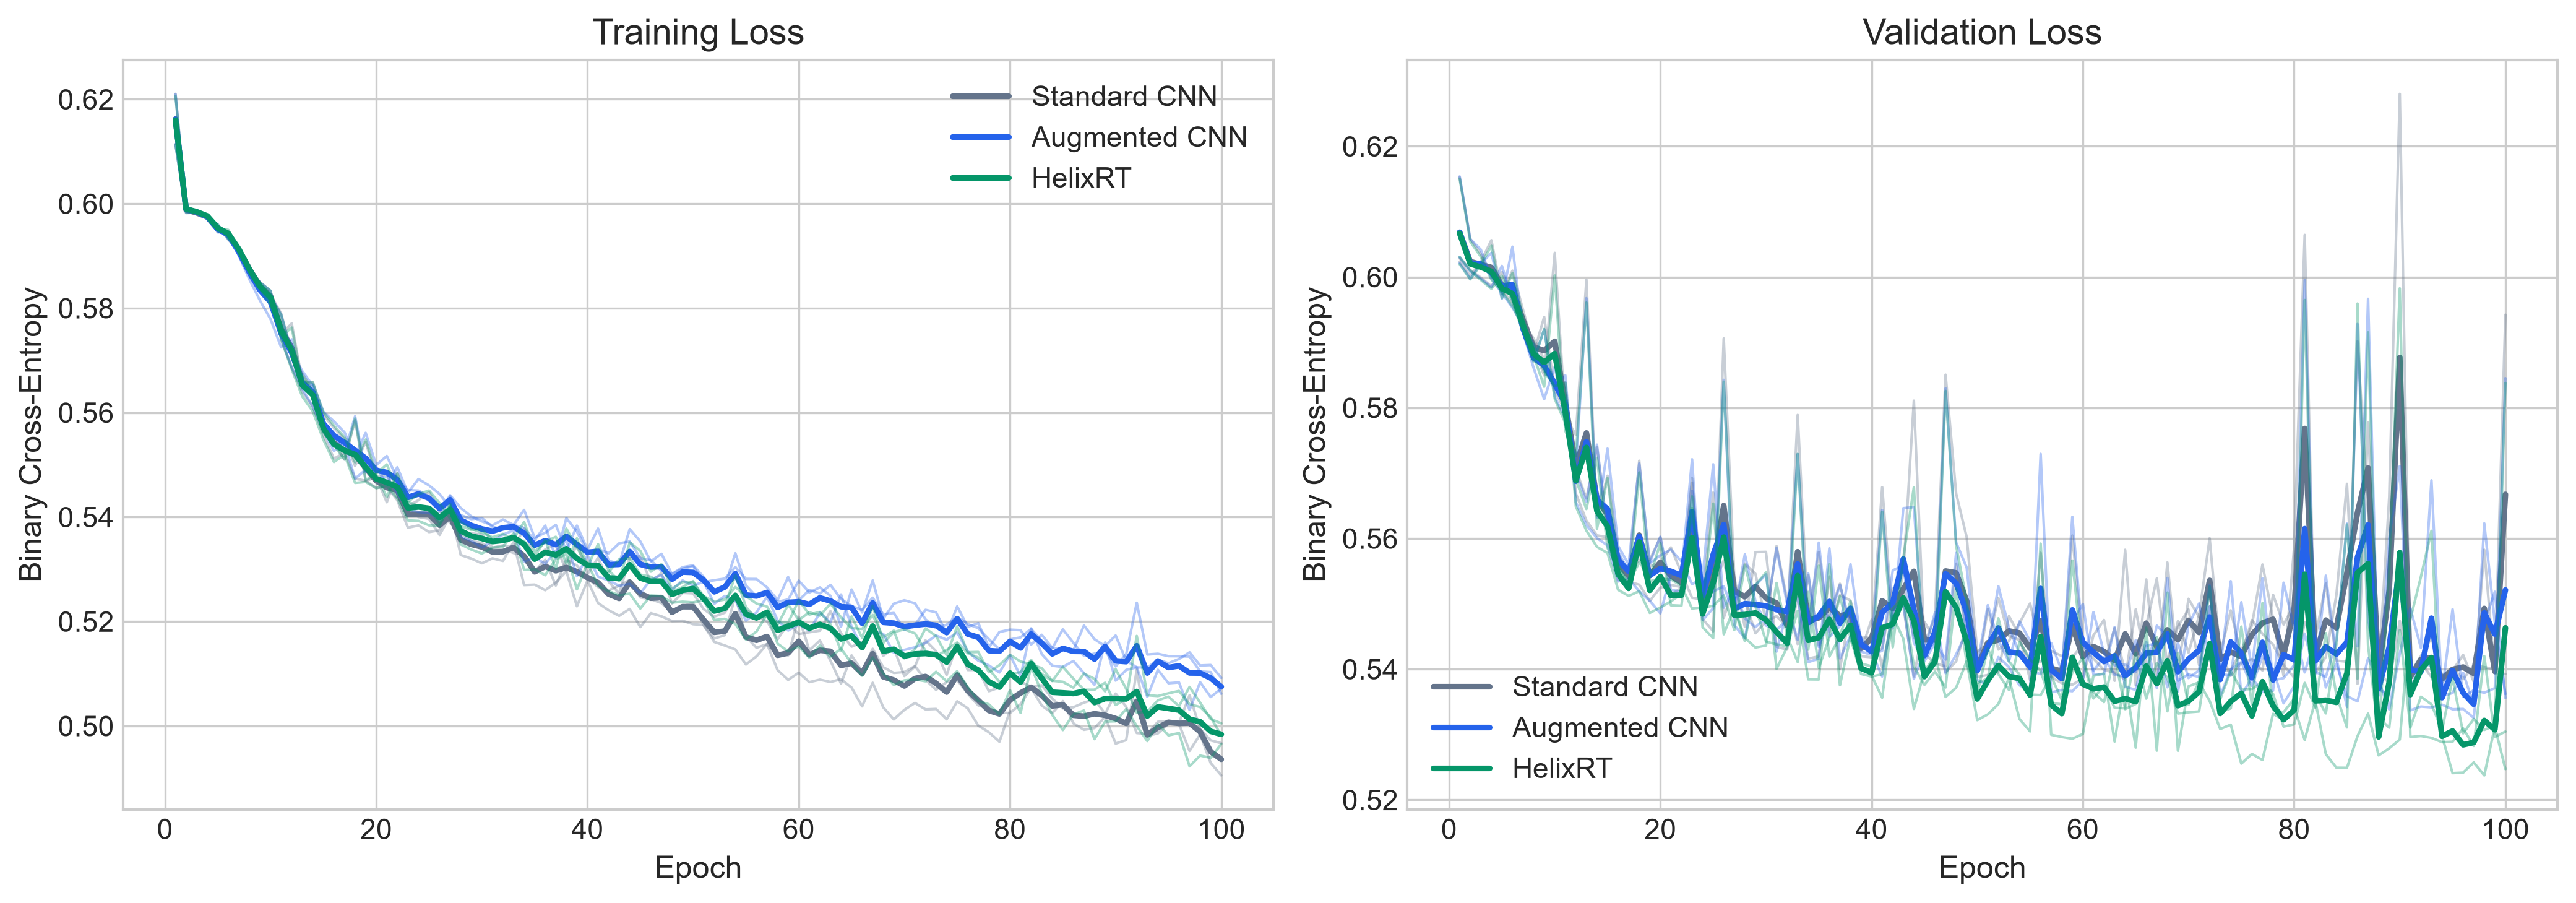 Training Loss
Binary Cross-Entropy
0.62
0.60
0.58
0.56
0.54
0.52
0.50
Standard CNN
Augmented CNN
HelixRT
0 20 40 60 80 100
Epoch
Validation Loss
Binary Cross-Entropy
0.62
0.60
0.58
0.56
0.54
0.52
Standard CNN
Augmented CNN
HelixRT
0 20 40 60 80 100
Epoch